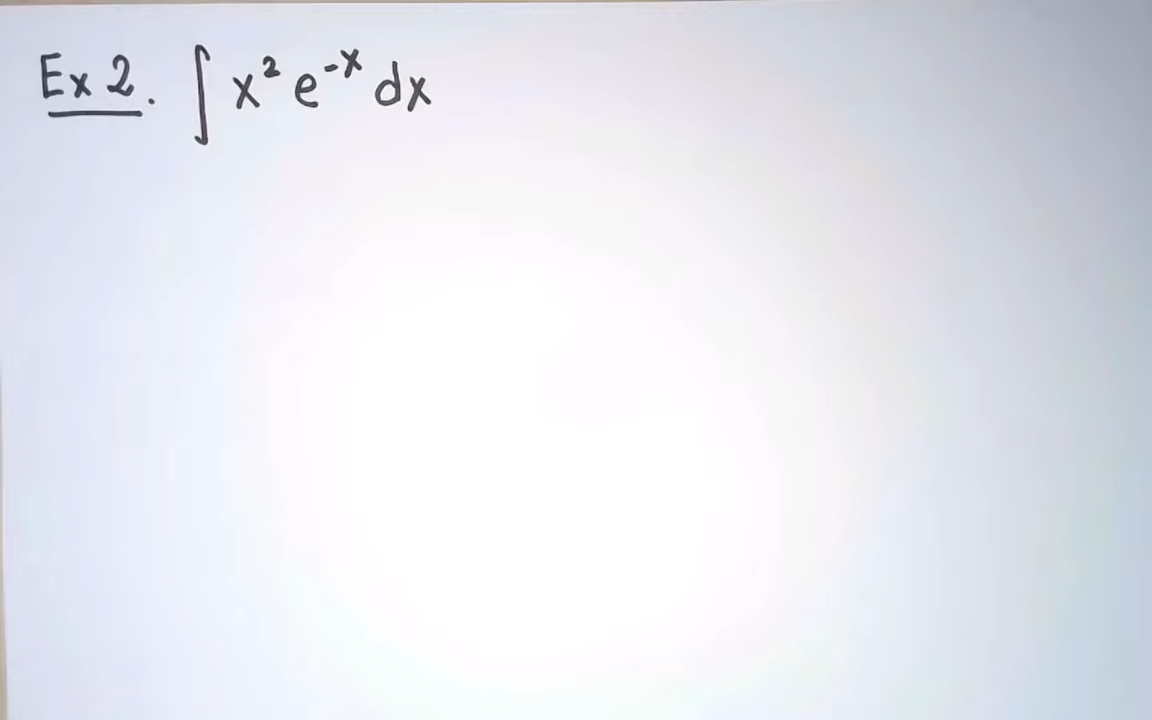 Ex 2. ∫ x² e⁻ˣ dx